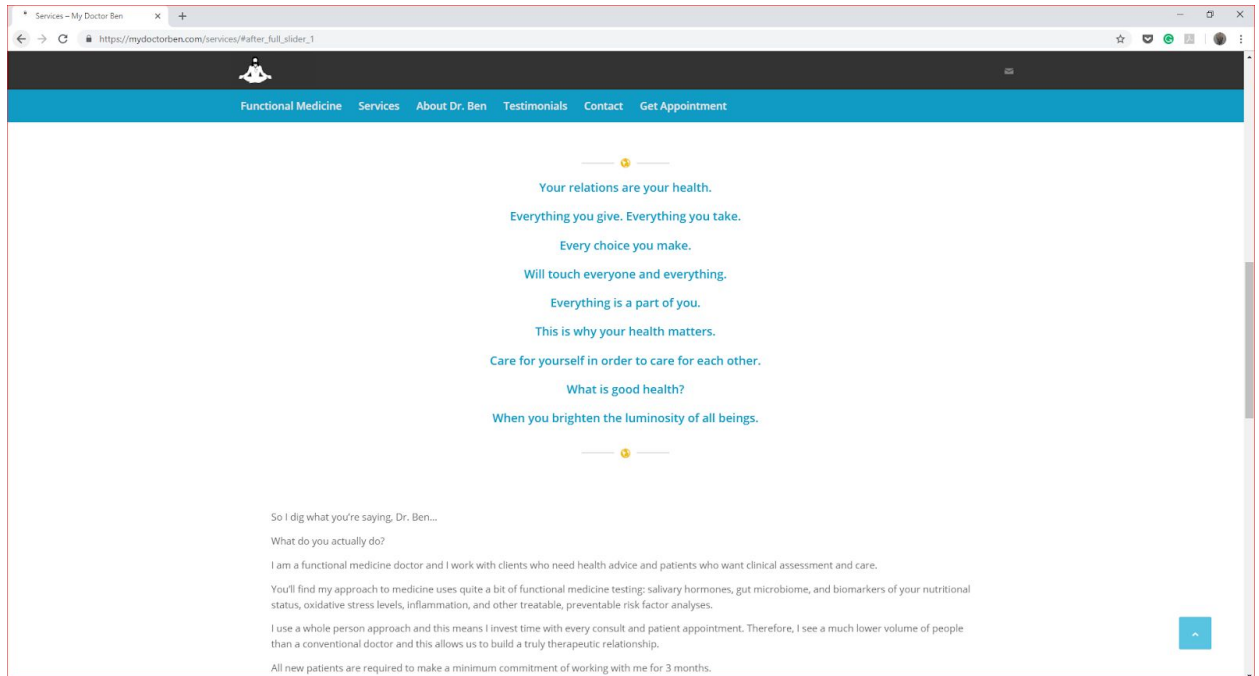 Services – My Doctor Ben
https://mydoctorben.com/services/#after_full_slider_1
Functional Medicine Services About Dr. Ben Testimonials Contact Get Appointment
Your relations are your health.
Everything you give. Everything you take.
Every choice you make.
Will touch everyone and everything.
Everything is a part of you.
This is why your health matters.
Care for yourself in order to care for each other.
What is good health?
When you brighten the luminosity of all beings.
So I dig what you're saying, Dr. Ben...
What do you actually do?
I am a functional medicine doctor and I work with clients who need health advice and patients who want clinical assessment and care.
You'll find my approach to medicine uses quite a bit of functional medicine testing: salivary hormones, gut microbiome, and biomarkers of your nutritional
status, oxidative stress levels, inflammation, and other treatable, preventable risk factor analyses.
I use a whole person approach and this means I invest time with every consult and patient appointment. Therefore, I see a much lower volume of people
than a conventional doctor and this allows us to build a truly therapeutic relationship.
All new patients are required to make a minimum commitment of working with me for 3 months.